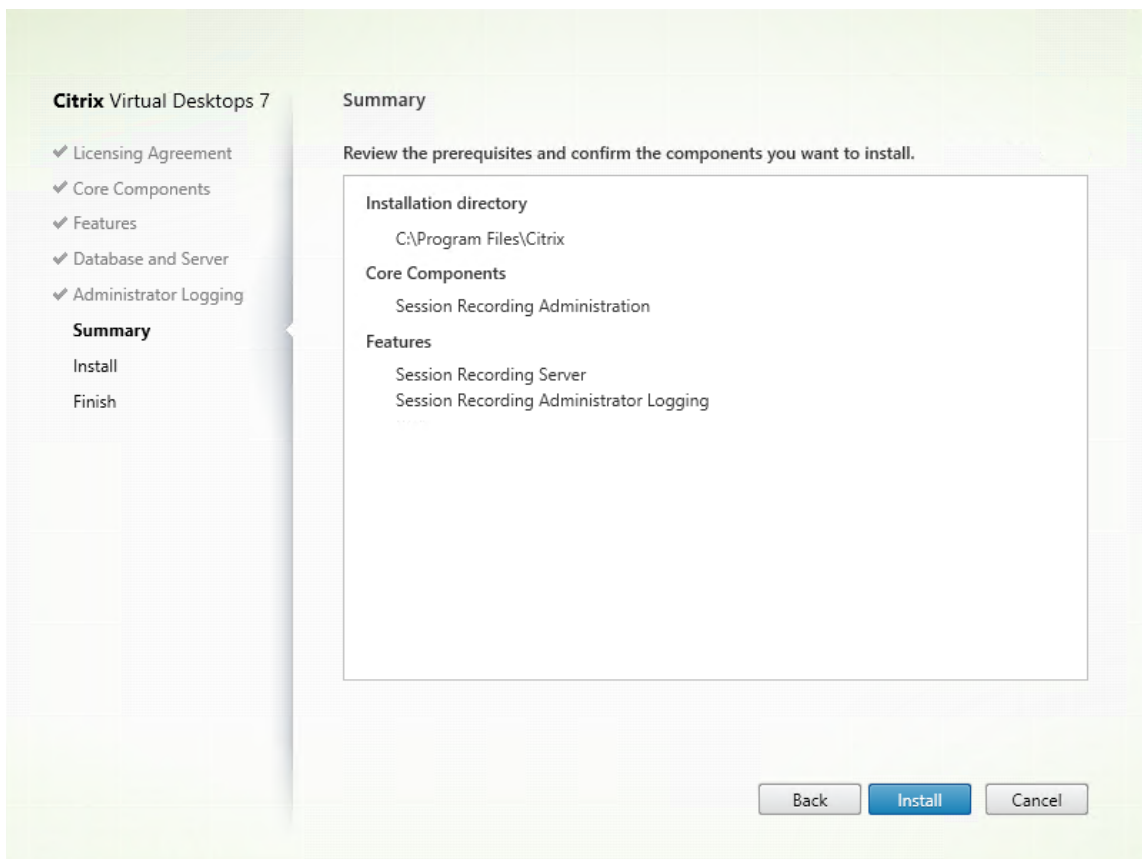 Citrix Virtual Desktops 7
✔ Licensing Agreement
✔ Core Components
✔ Features
✔ Database and Server
✔ Administrator Logging
Summary
Install
Finish
Summary
Review the prerequisites and confirm the components you want to install.
Installation directory
C:\Program Files\Citrix
Core Components
Session Recording Administration
Features
Session Recording Server
Session Recording Administrator Logging
Back
Install
Cancel